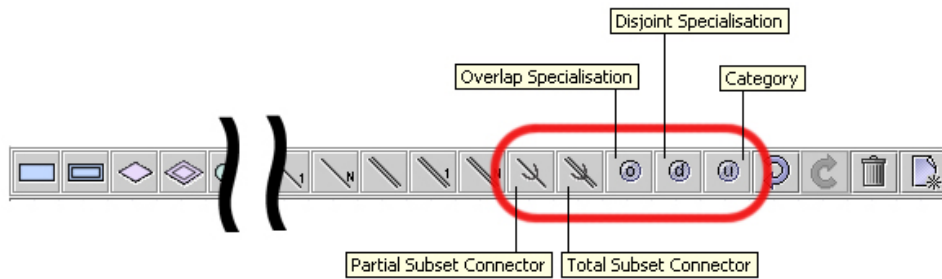 Disjoint Specialisation
Overlap Specialisation
Category
1 N 1 N o d u
Partial Subset Connector
Total Subset Connector